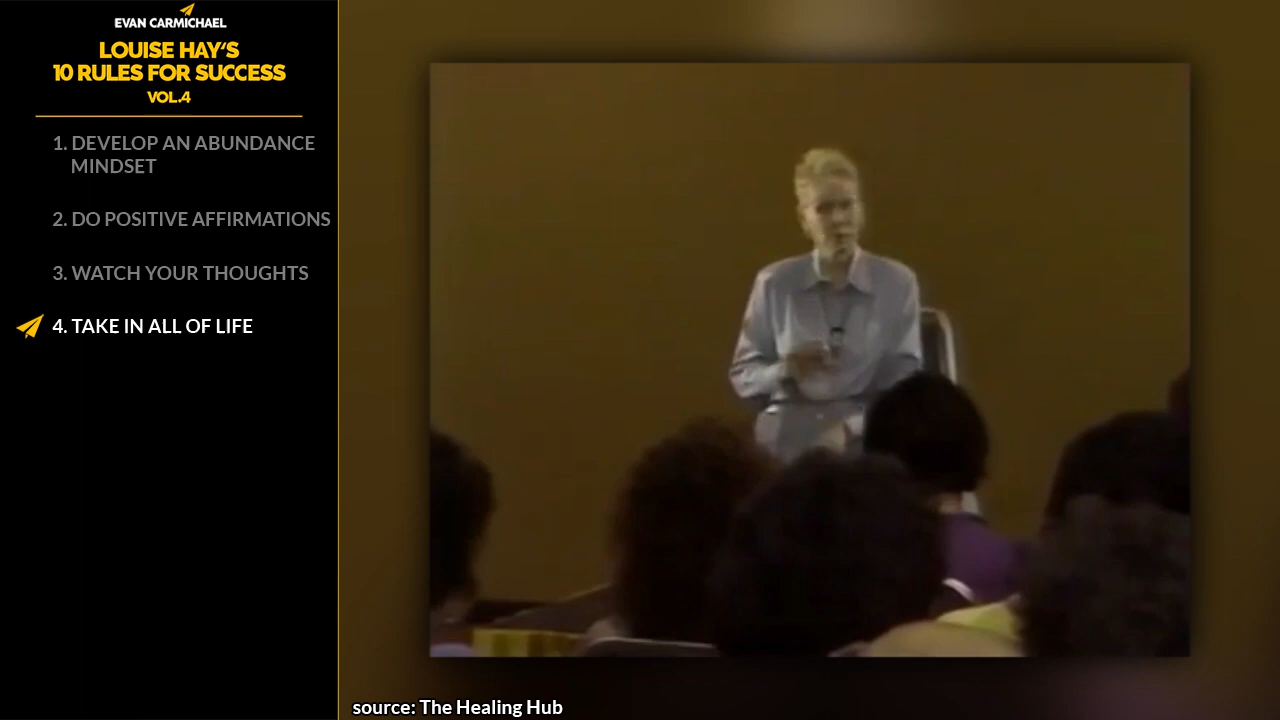 EVAN CARMICHAEL
LOUISE HAY'S
10 RULES FOR SUCCESS
VOL.4
1. DEVELOP AN ABUNDANCE
MINDSET
2. DO POSITIVE AFFIRMATIONS
3. WATCH YOUR THOUGHTS
4. TAKE IN ALL OF LIFE
source: The Healing Hub